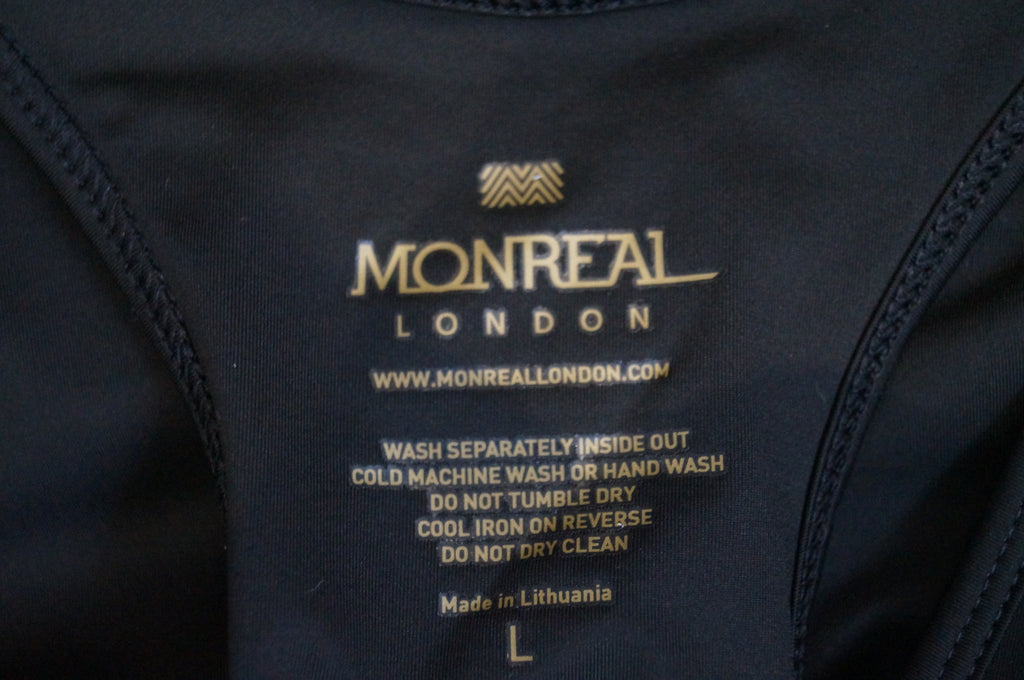 MONREAL
LONDON
WWW.MONREALLONDON.COM
WASH SEPARATELY INSIDE OUT
COLD MACHINE WASH OR HAND WASH
DO NOT TUMBLE DRY
COOL IRON ON REVERSE
DO NOT DRY CLEAN
Made in Lithuania
L